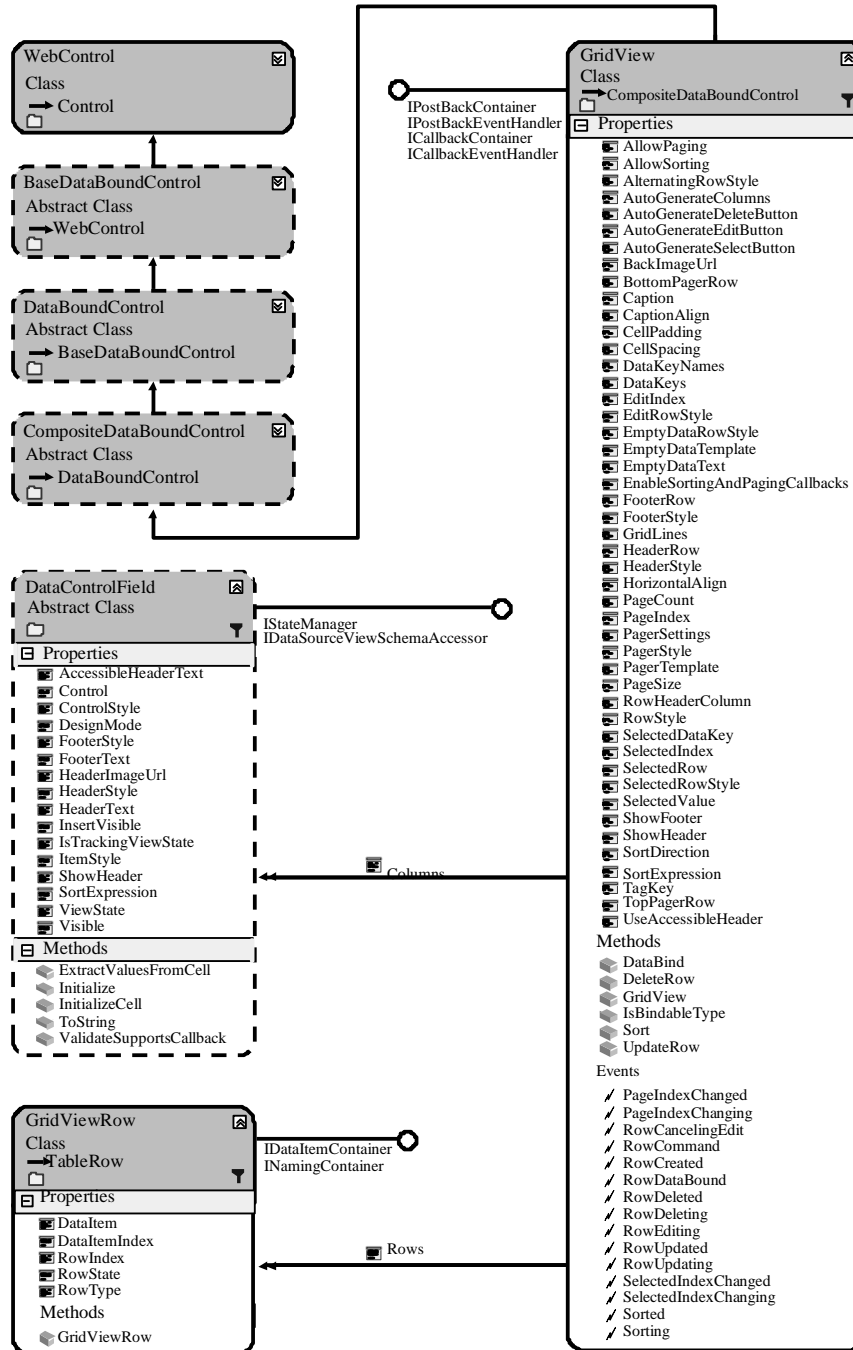 WebControl
Class
Control
BaseDataBoundControl
Abstract Class
WebControl
DataBoundControl
Abstract Class
BaseDataBoundControl
CompositeDataBoundControl
Abstract Class
DataBoundControl
IPostBackContainer
IPostBackEventHandler
ICallbackContainer
ICallbackEventHandler
DataControlField
Abstract Class
Properties
AccessibleHeaderText
Control
ControlStyle
DesignMode
FooterStyle
FooterText
HeaderImageUrl
HeaderStyle
HeaderText
InsertVisible
IsTrackingViewState
ItemStyle
ShowHeader
SortExpression
ViewState
Visible
Methods
ExtractValuesFromCell
Initialize
InitializeCell
ToString
ValidateSupportsCallback
IStateManager
IDataSourceViewSchemaAccessor
Columns
GridViewRow
Class
TableRow
Properties
DataItem
DataItemIndex
RowIndex
RowState
RowType
Methods
GridViewRow
IDataItemContainer
INamingContainer
Rows
GridView
Class
CompositeDataBoundControl
Properties
AllowPaging
AllowSorting
AlternatingRowStyle
AutoGenerateColumns
AutoGenerateDeleteButton
AutoGenerateEditButton
AutoGenerateSelectButton
BackImageUrl
BottomPagerRow
Caption
CaptionAlign
CellPadding
CellSpacing
DataKeyNames
DataKeys
EditIndex
EditRowStyle
EmptyDataRowStyle
EmptyDataTemplate
EmptyDataText
EnableSortingAndPagingCallbacks
FooterRow
FooterStyle
GridLines
HeaderRow
HeaderStyle
HorizontalAlign
PageCount
PageIndex
PagerSettings
PagerStyle
PagerTemplate
PageSize
RowHeaderColumn
RowStyle
SelectedDataKey
SelectedIndex
SelectedRow
SelectedRowStyle
SelectedValue
ShowFooter
ShowHeader
SortDirection
SortExpression
TagKey
TopPagerRow
UseAccessibleHeader
Methods
DataBind
DeleteRow
GridView
IsBindableType
Sort
UpdateRow
Events
PageIndexChanged
PageIndexChanging
RowCancelingEdit
RowCommand
RowCreated
RowDataBound
RowDeleted
RowDeleting
RowEditing
RowUpdated
RowUpdating
SelectedIndexChanged
SelectedIndexChanging
Sorted
Sorting